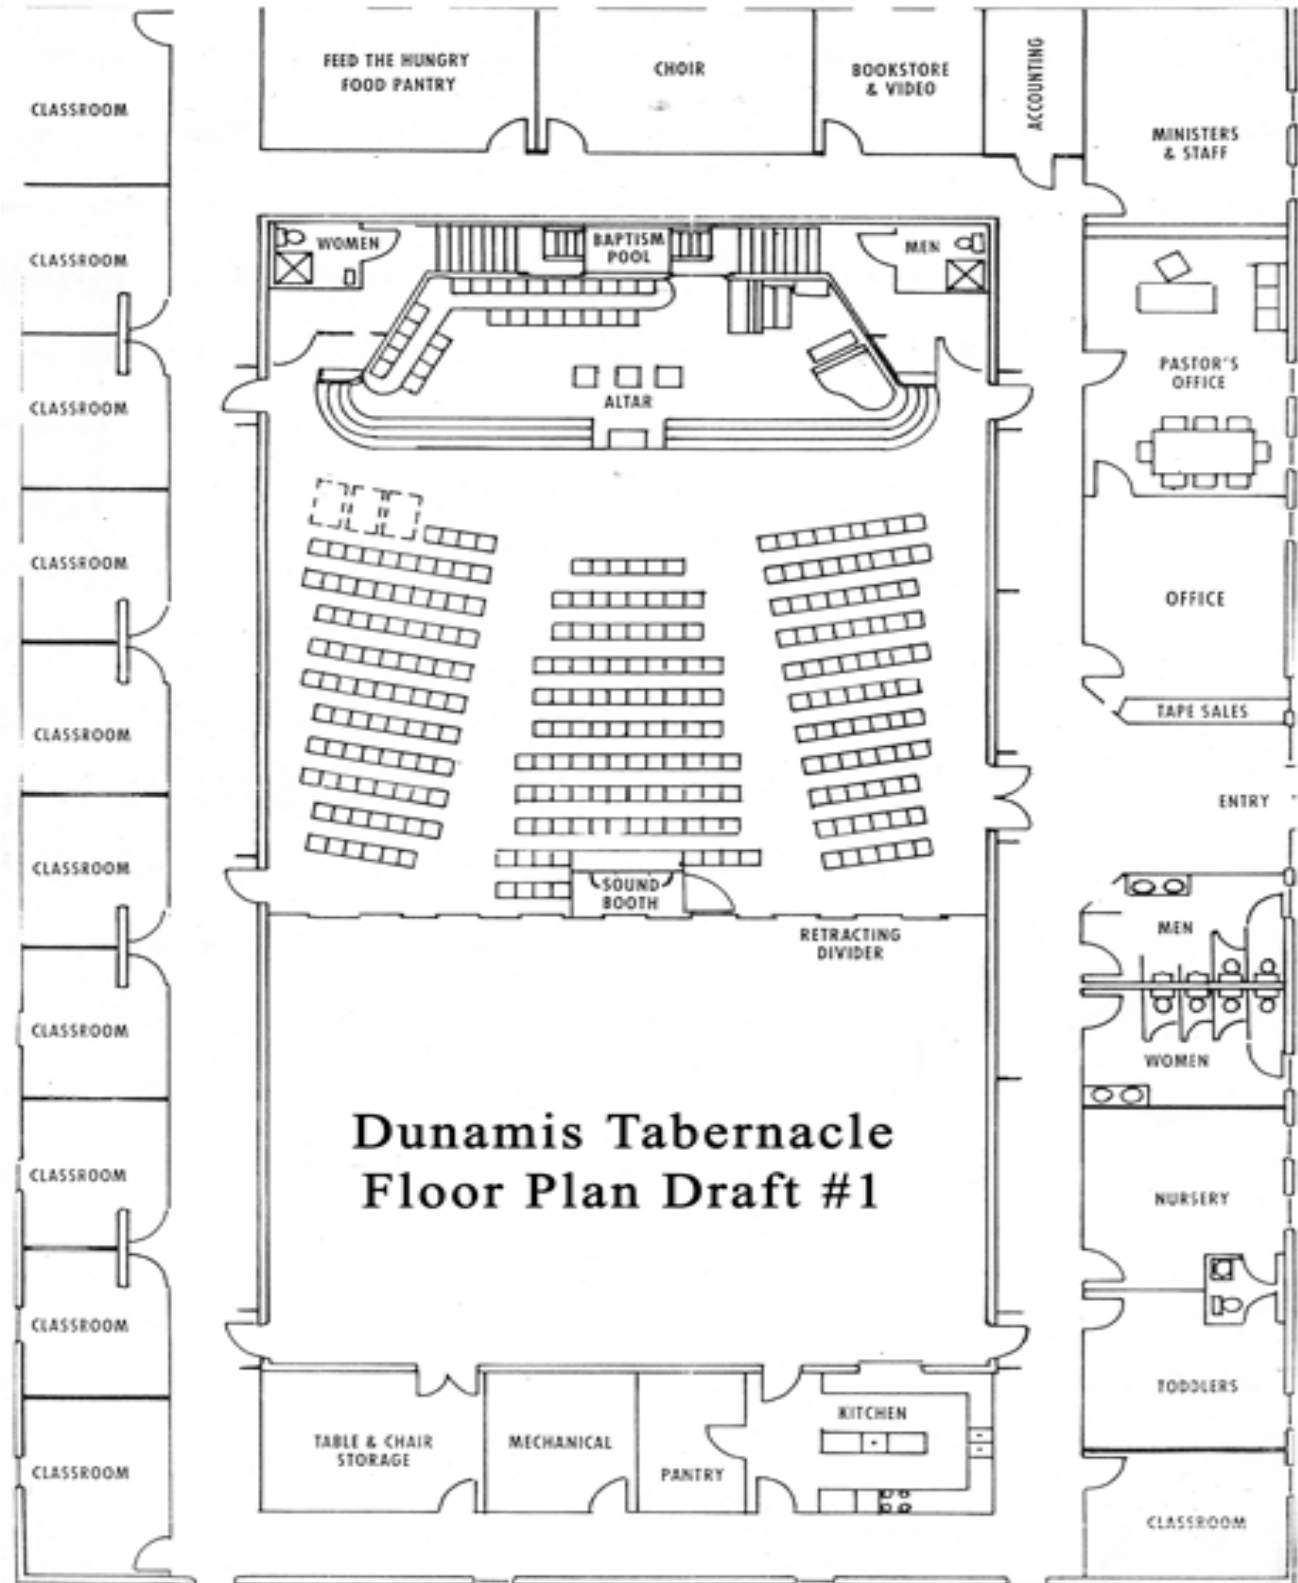 FEED THE HUNGRY
FOOD PANTRY
CHOIR
BOOKSTORE
& VIDEO
ACCOUNTING
MINISTERS
& STAFF
CLASSROOM
CLASSROOM
CLASSROOM
CLASSROOM
CLASSROOM
CLASSROOM
CLASSROOM
CLASSROOM
CLASSROOM
CLASSROOM
WOMEN
BAPTISM
POOL
MEN
ALTAR
PASTOR'S
OFFICE
OFFICE
TAPE SALES
ENTRY
SOUND
BOOTH
RETRACTING
DIVIDER
MEN
WOMEN
Dunamis Tabernacle
Floor Plan Draft #1
NURSERY
TODDLERS
TABLE & CHAIR
STORAGE
MECHANICAL
PANTRY
KITCHEN
CLASSROOM